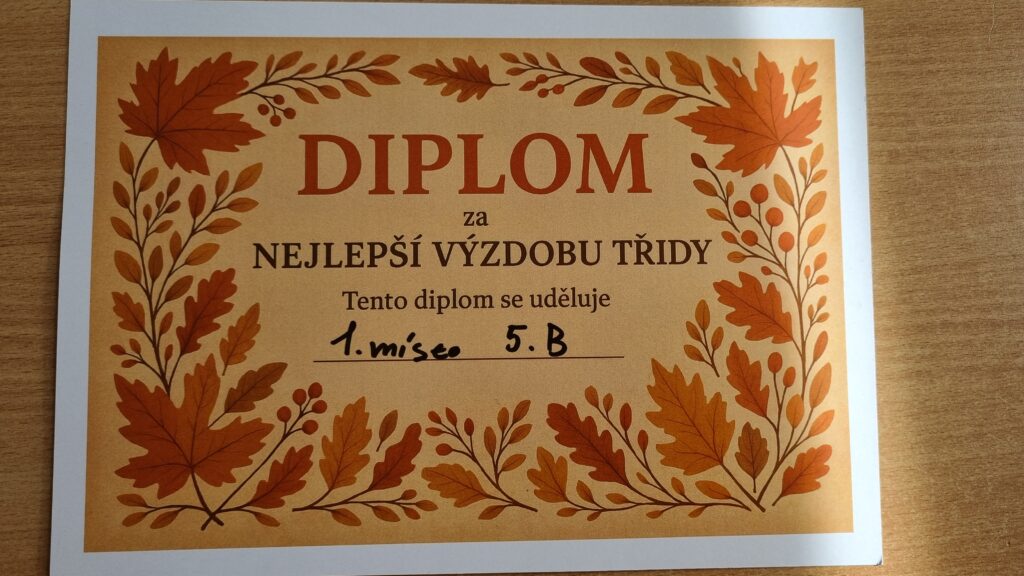 DIPLOM
za
NEJLEPŠÍ VÝZDOBU TŘIDY
Tento diplom se uděluje
1. místo 5. B